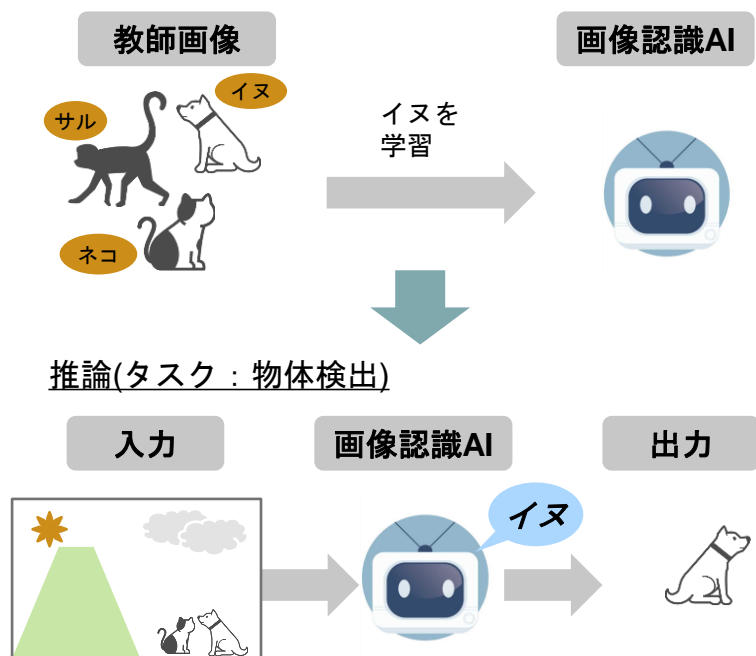 教師画像
画像認識AI
イヌ
サル
イヌを
学習
ネコ
推論(タスク：物体検出)
入力
画像認識AI
出力
イヌ